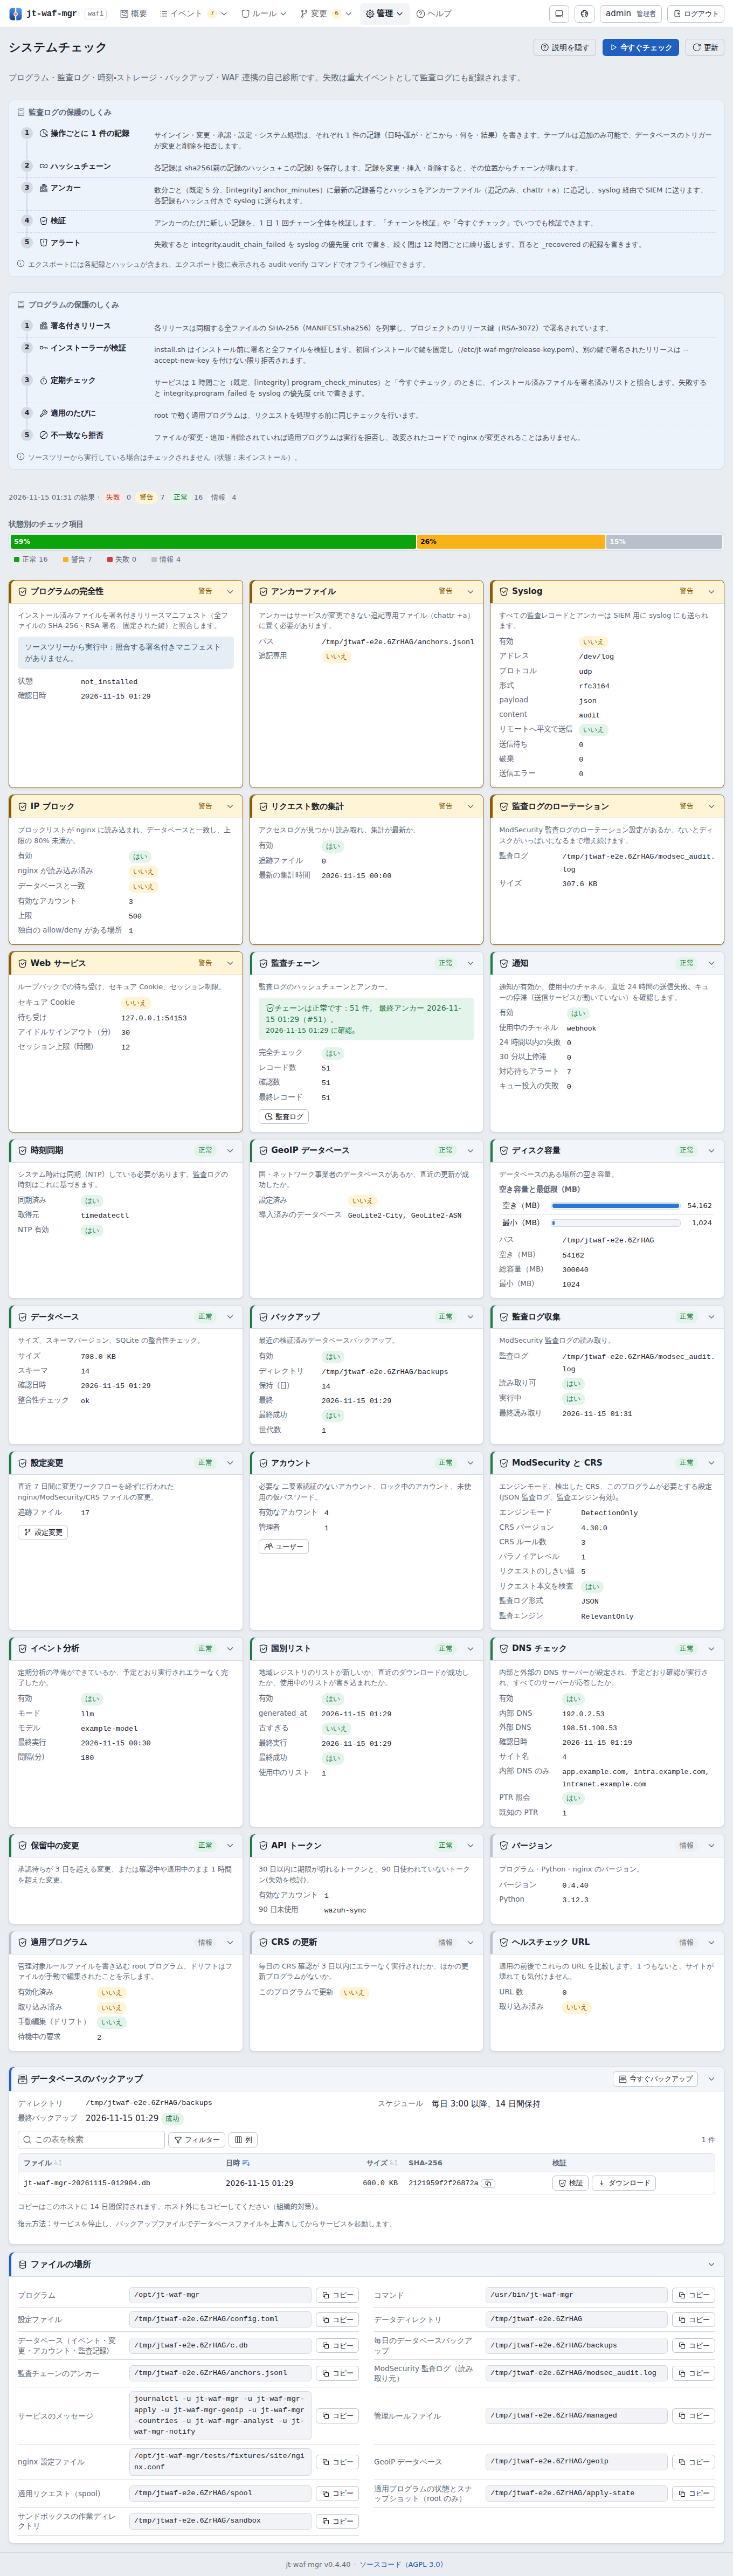 jt-waf-mgr waf1 概要 イベント 7 ルール 変更 6 管理 ヘルプ admin 管理者 ログアウト
システムチェック 説明を隠す 今すぐチェック 更新
プログラム・監査ログ・時刻•ストレージ・バックアップ・WAF 連携の自己診断です。失敗は重大イベントとして監査ログにも記録されます。
監査ログの保護のしくみ
1 操作ごとに 1 件の記録 サインイン・変更・承認・設定・システム処理は、それぞれ 1 件の記録（日時•誰が・どこから・何を・結果）を書きます。テーブルは追加のみ可能で、データベースのトリガーが変更と削除を拒否します。
2 ハッシュチェーン 各記録は sha256(前の記録のハッシュ＋この記録) を保存します。記録を変更・挿入・削除すると、その位置からチェーンが壊れます。
3 アンカー 数分ごと（既定 5 分、[integrity] anchor_minutes）に最新の記録番号とハッシュをアンカーファイル（追記のみ、chattr +a）に追記し、syslog 経由で SIEM に送ります。各記録もハッシュ付きで syslog に送られます。
4 検証 アンカーのたびに新しい記録を、1 日 1 回チェーン全体を検証します。「チェーンを検証」や「今すぐチェック」でいつでも検証できます。
5 アラート 失敗すると integrity.audit_chain_failed を syslog の優先度 crit で書き、続く間は 12 時間ごとに繰り返します。直ると _recovered の記録を書きます。
エクスポートには各記録とハッシュが含まれ、エクスポート後に表示される audit-verify コマンドでオフライン検証できます。
プログラムの保護のしくみ
1 署名付きリリース 各リリースは同梱する全ファイルの SHA-256（MANIFEST.sha256）を列挙し、プロジェクトのリリース鍵（RSA-3072）で署名されています。
2 インストーラーが検証 install.sh はインストール前に署名と全ファイルを検証します。初回インストールで鍵を固定し（/etc/jt-waf-mgr/release-key.pem）、別の鍵で署名されたリリースは --accept-new-key を付けない限り拒否されます。
3 定期チェック サービスは 1 時間ごと（既定、[integrity] program_check_minutes）と「今すぐチェック」のときに、インストール済みファイルを署名済みリストと照合します。失敗すると integrity.program_failed を syslog の優先度 crit で書きます。
4 適用のたびに root で動く適用プログラムは、リクエストを処理する前に同じチェックを行います。
5 不一致なら拒否 ファイルが変更・追加・削除されていれば適用プログラムは実行を拒否し、改変されたコードで nginx が変更されることはありません。
ソースツリーから実行している場合はチェックされません（状態：未インストール）。
2026-11-15 01:31 の結果 · 失敗 0 警告 7 正常 16 情報 4
状態別のチェック項目
59% 26% 15%
正常 16 警告 7 失敗 0 情報 4
プログラムの完全性 警告
インストール済みファイルを署名付きリリースマニフェスト（全ファイルの SHA-256・RSA 署名、固定された鍵）と照合します。
ソースツリーから実行中：照合する署名付きマニフェストがありません。
状態 not_installed
確認日時 2026-11-15 01:29
アンカーファイル 警告
アンカーはサービスが変更できない追記専用ファイル（chattr +a）に置く必要があります。
パス /tmp/jtwaf-e2e.6ZrHAG/anchors.jsonl
追記専用 いいえ
Syslog 警告
すべての監査レコードとアンカーは SIEM 用に syslog にも送られます。
有効 いいえ
アドレス /dev/log
プロトコル udp
形式 rfc3164
payload json
content audit
リモートへ平文で送信 いいえ
送信待ち 0
破棄 0
送信エラー 0
IP ブロック 警告
ブロックリストが nginx に読み込まれ、データベースと一致し、上限の 80% 未満か。
有効 はい
nginx が読み込み済み いいえ
データベースと一致 いいえ
有効なアカウント 3
上限 500
独自の allow/deny がある場所 1
リクエスト数の集計 警告
アクセスログが見つかり読み取れ、集計が最新か。
有効 はい
追跡ファイル 0
最新の集計時間 2026-11-15 00:00
監査ログのローテーション 警告
ModSecurity 監査ログのローテーション設定があるか、ないとディスクがいっぱいになるまで増え続けます。
監査ログ /tmp/jtwaf-e2e.6ZrHAG/modsec_audit.log
サイズ 307.6 KB
Web サービス 警告
ループバックでの待ち受け、セキュア Cookie、セッション制限。
セキュア Cookie いいえ
待ち受け 127.0.0.1:54153
アイドルサインアウト（分） 30
セッション上限（時間） 12
監査チェーン 正常
監査ログのハッシュチェーンとアンカー。
チェーンは正常です：51 件。 最終アンカー 2026-11-15 01:29（#51）。
2026-11-15 01:29 に確認。
完全チェック はい
レコード数 51
確認数 51
最終レコード 51
監査ログ
通知 正常
通知が有効か、使用中のチャネル、直近 24 時間の送信失敗。キューの停滞（送信サービスが動いていない）を確認します。
有効 はい
使用中のチャネル webhook
24 時間以内の失敗 0
30 分以上停滞 0
対応待ちアラート 7
キュー投入の失敗 0
時刻同期 正常
システム時計は同期（NTP）している必要があります。監査ログの時刻はこれに基づきます。
同期済み はい
取得元 timedatectl
NTP 有効 はい
GeoIP データベース 正常
国・ネットワーク事業者のデータベースがあるか、直近の更新が成功したか。
設定済み いいえ
導入済みのデータベース GeoLite2-City, GeoLite2-ASN
ディスク容量 正常
データベースのある場所の空き容量。
空き容量と最低限（MB）
空き（MB） 54,162
最小（MB） 1,024
パス /tmp/jtwaf-e2e.6ZrHAG
空き（MB） 54162
総容量（MB） 300040
最小（MB） 1024
データベース 正常
サイズ、スキーマバージョン、SQLite の整合性チェック。
サイズ 708.0 KB
スキーマ 14
確認日時 2026-11-15 01:29
整合性チェック ok
バックアップ 正常
最近の検証済みデータベースバックアップ。
有効 はい
ディレクトリ /tmp/jtwaf-e2e.6ZrHAG/backups
保持（日） 14
最終 2026-11-15 01:29
最終成功 はい
世代数 1
監査ログ収集 正常
ModSecurity 監査ログの読み取り。
監査ログ /tmp/jtwaf-e2e.6ZrHAG/modsec_audit.log
読み取り可 はい
実行中 はい
最終読み取り 2026-11-15 01:31
設定変更 正常
直近 7 日間に変更ワークフローを経ずに行われた nginx/ModSecurity/CRS ファイルの変更。
追跡ファイル 17
設定変更
アカウント 正常
必要な 二要素認証のないアカウント、ロック中のアカウント、未使用の仮パスワード。
有効なアカウント 4
管理者 1
ユーザー
ModSecurity と CRS 正常
エンジンモード、検出した CRS、このプログラムが必要とする設定 (JSON 監査ログ、監査エンジン有効)。
エンジンモード DetectionOnly
CRS バージョン 4.30.0
CRS ルール数 3
パラノイアレベル 1
リクエストのしきい値 5
リクエスト本文を検査 はい
監査ログ形式 JSON
監査エンジン RelevantOnly
イベント分析 正常
定期分析の準備ができているか、予定どおり実行されエラーなく完了したか。
有効 はい
モード llm
モデル example-model
最終実行 2026-11-15 00:30
間隔(分) 180
国別リスト 正常
地域レジストリのリストが新しいか、直近のダウンロードが成功したか、使用中のリストが書き込まれたか。
有効 はい
generated_at 2026-11-15 01:29
古すぎる いいえ
最終実行 2026-11-15 01:29
最終成功 はい
使用中のリスト 1
DNS チェック 正常
内部と外部の DNS サーバーが設定され、予定どおり確認が実行され、すべてのサーバーが応答したか。
有効 はい
内部 DNS 192.0.2.53
外部 DNS 198.51.100.53
確認日時 2026-11-15 01:19
サイト名 4
内部 DNS のみ app.example.com, intra.example.com, intranet.example.com
PTR 照会 はい
既知の PTR 1
保留中の変更 正常
承認待ちが 3 日を超える変更、または確認中や適用中のまま 1 時間を超えた変更。
API トークン 正常
30 日以内に期限が切れるトークンと、90 日使われていないトークン(失効を検討)。
有効なアカウント 1
90 日未使用 wazuh-sync
バージョン 情報
プログラム・Python・nginx のバージョン。
バージョン 0.4.40
Python 3.12.3
適用プログラム 情報
管理対象ルールファイルを書き込む root プログラム。ドリフトはファイルが手動で編集されたことを示します。
有効化済み いいえ
取り込み済み いいえ
手動編集（ドリフト） いいえ
待機中の要求 2
CRS の更新 情報
毎日の CRS 確認が 3 日以内にエラーなく実行されたか、ほかの更新プログラムがないか。
このプログラムで更新 いいえ
ヘルスチェック URL 情報
適用の前後でこれらの URL を比較します。1 つもないと、サイトが壊れても気付けません。
URL 数 0
取り込み済み いいえ
データベースのバックアップ 今すぐバックアップ
ディレクトリ /tmp/jtwaf-e2e.6ZrHAG/backups スケジュール 毎日 3:00 以降、14 日間保持
最終バックアップ 2026-11-15 01:29 成功
この表を検索 フィルター 列 1 件
ファイル 日時 サイズ SHA-256 検証
jt-waf-mgr-20261115-012904.db 2026-11-15 01:29 600.0 KB 2121959f2f26872a 検証 ダウンロード
コピーはこのホストに 14 日間保持されます。ホスト外にもコピーしてください（組織的対策）。
復元方法：サービスを停止し、バックアップファイルでデータベースファイルを上書きしてからサービスを起動します。
ファイルの場所
プログラム /opt/jt-waf-mgr コピー コマンド /usr/bin/jt-waf-mgr コピー
設定ファイル /tmp/jtwaf-e2e.6ZrHAG/config.toml コピー データディレクトリ /tmp/jtwaf-e2e.6ZrHAG コピー
データベース（イベント・変更・アカウント・監査記録） /tmp/jtwaf-e2e.6ZrHAG/c.db コピー 毎日のデータベースバックアップ /tmp/jtwaf-e2e.6ZrHAG/backups コピー
監査チェーンのアンカー /tmp/jtwaf-e2e.6ZrHAG/anchors.jsonl コピー ModSecurity 監査ログ（読み取り元） /tmp/jtwaf-e2e.6ZrHAG/modsec_audit.log コピー
サービスのメッセージ journalctl -u jt-waf-mgr -u jt-waf-mgr-apply -u jt-waf-mgr-geoip -u jt-waf-mgr-countries -u jt-waf-mgr-analyst -u jt-waf-mgr-notify コピー 管理ルールファイル /tmp/jtwaf-e2e.6ZrHAG/managed コピー
nginx 設定ファイル /opt/jt-waf-mgr/tests/fixtures/site/nginx.conf コピー GeoIP データベース /tmp/jtwaf-e2e.6ZrHAG/geoip コピー
適用リクエスト（spool） /tmp/jtwaf-e2e.6ZrHAG/spool コピー 適用プログラムの状態とスナップショット（root のみ） /tmp/jtwaf-e2e.6ZrHAG/apply-state コピー
サンドボックスの作業ディレクトリ /tmp/jtwaf-e2e.6ZrHAG/sandbox コピー
jt-waf-mgr v0.4.40 · ソースコード（AGPL-3.0）